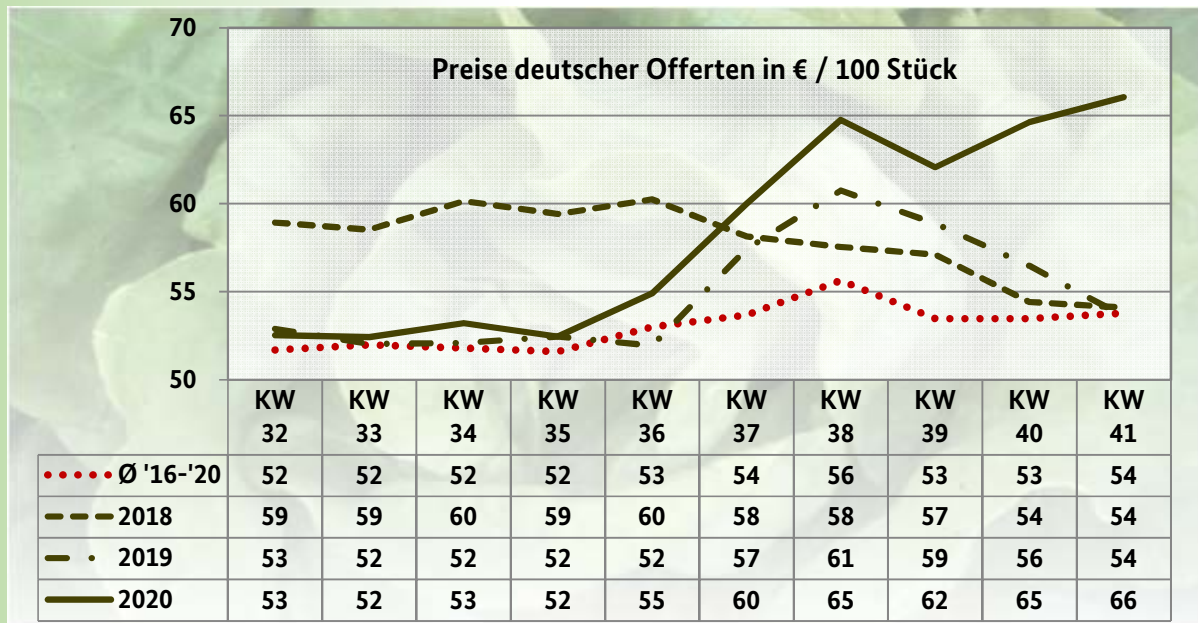 Preise deutscher Offerten in € / 100 Stück
70
65
60
55
50
KW KW KW KW KW KW KW KW KW KW
32 33 34 35 36 37 38 39 40 41
Ø '16-'20 52 52 52 52 53 54 56 53 53 54
2018 59 59 60 59 60 58 58 57 54 54
2019 53 52 52 52 52 57 61 59 56 54
2020 53 52 53 52 55 60 65 62 65 66